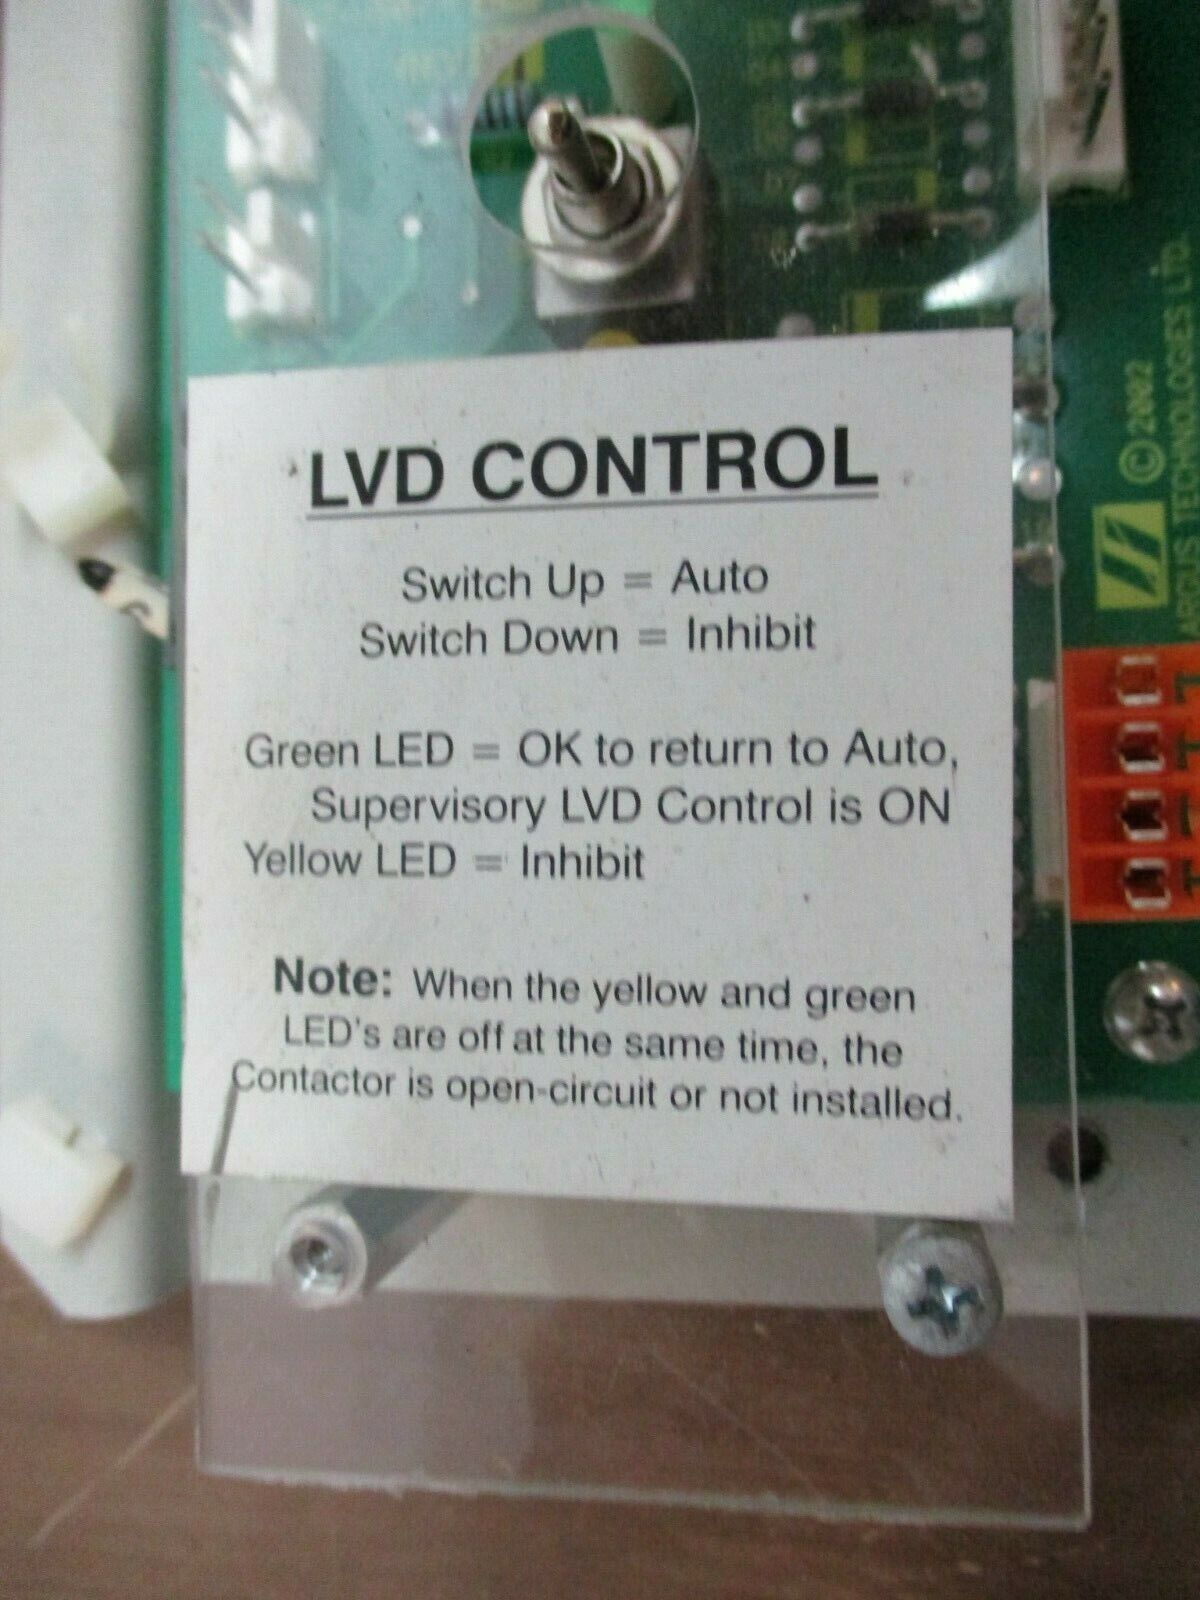 LVD CONTROL
Switch Up = Auto
Switch Down = Inhibit
Green LED = OK to return to Auto,
Supervisory LVD Control is ON
Yellow LED = Inhibit
Note: When the yellow and green
LED's are off at the same time, the
Contactor is open-circuit or not installed.
© 2002
ARGUS TECHNOLOGIES LTD.